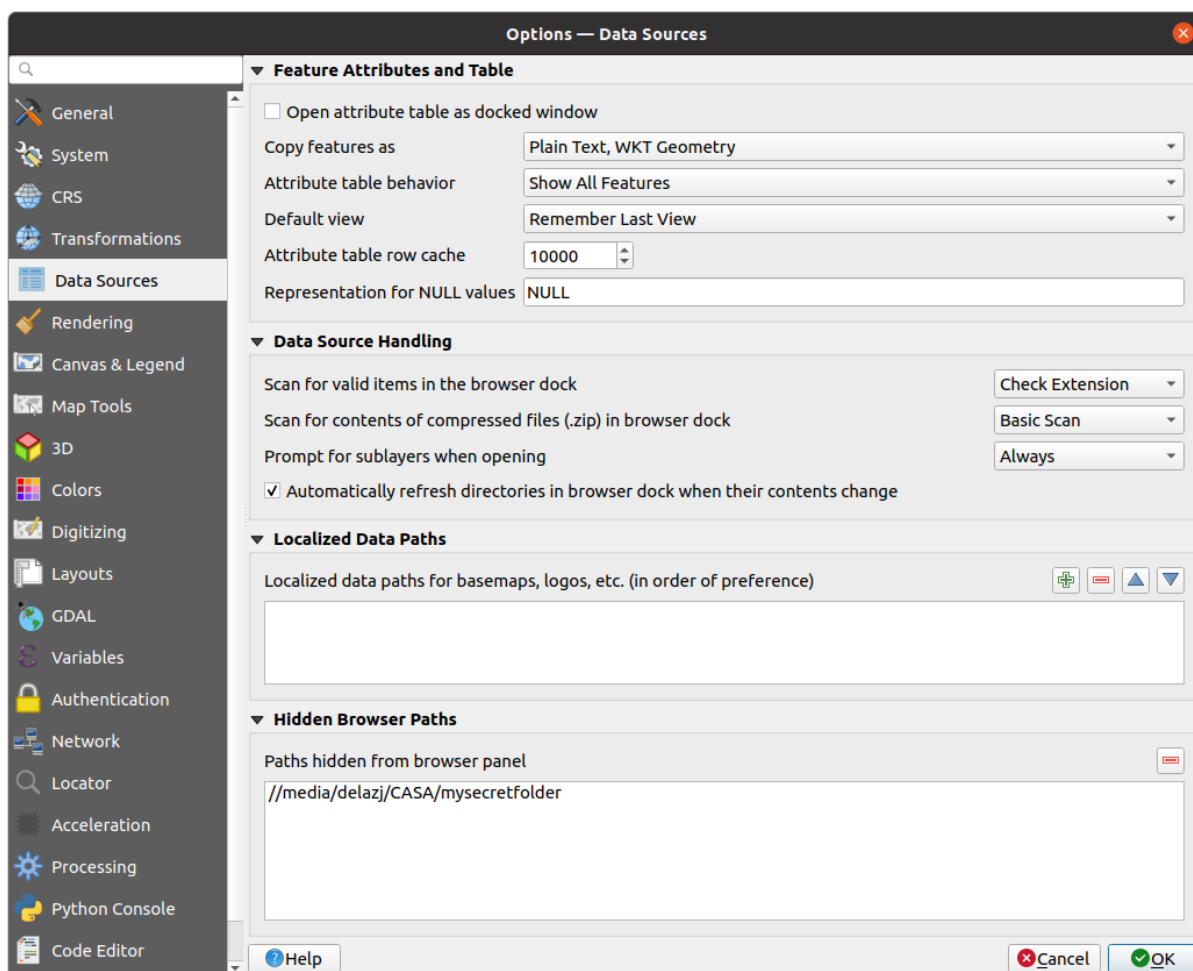 Options — Data Sources
General
System
CRS
Transformations
Data Sources
Rendering
Canvas & Legend
Map Tools
3D
Colors
Digitizing
Layouts
GDAL
Variables
Authentication
Network
Locator
Acceleration
Processing
Python Console
Code Editor
Feature Attributes and Table
Open attribute table as docked window
Copy features as Plain Text, WKT Geometry
Attribute table behavior Show All Features
Default view Remember Last View
Attribute table row cache 10000
Representation for NULL values NULL
Data Source Handling
Scan for valid items in the browser dock Check Extension
Scan for contents of compressed files (.zip) in browser dock Basic Scan
Prompt for sublayers when opening Always
Automatically refresh directories in browser dock when their contents change
Localized Data Paths
Localized data paths for basemaps, logos, etc. (in order of preference)
Hidden Browser Paths
Paths hidden from browser panel
//media/delazj/CASA/mysecretfolder
Help Cancel OK